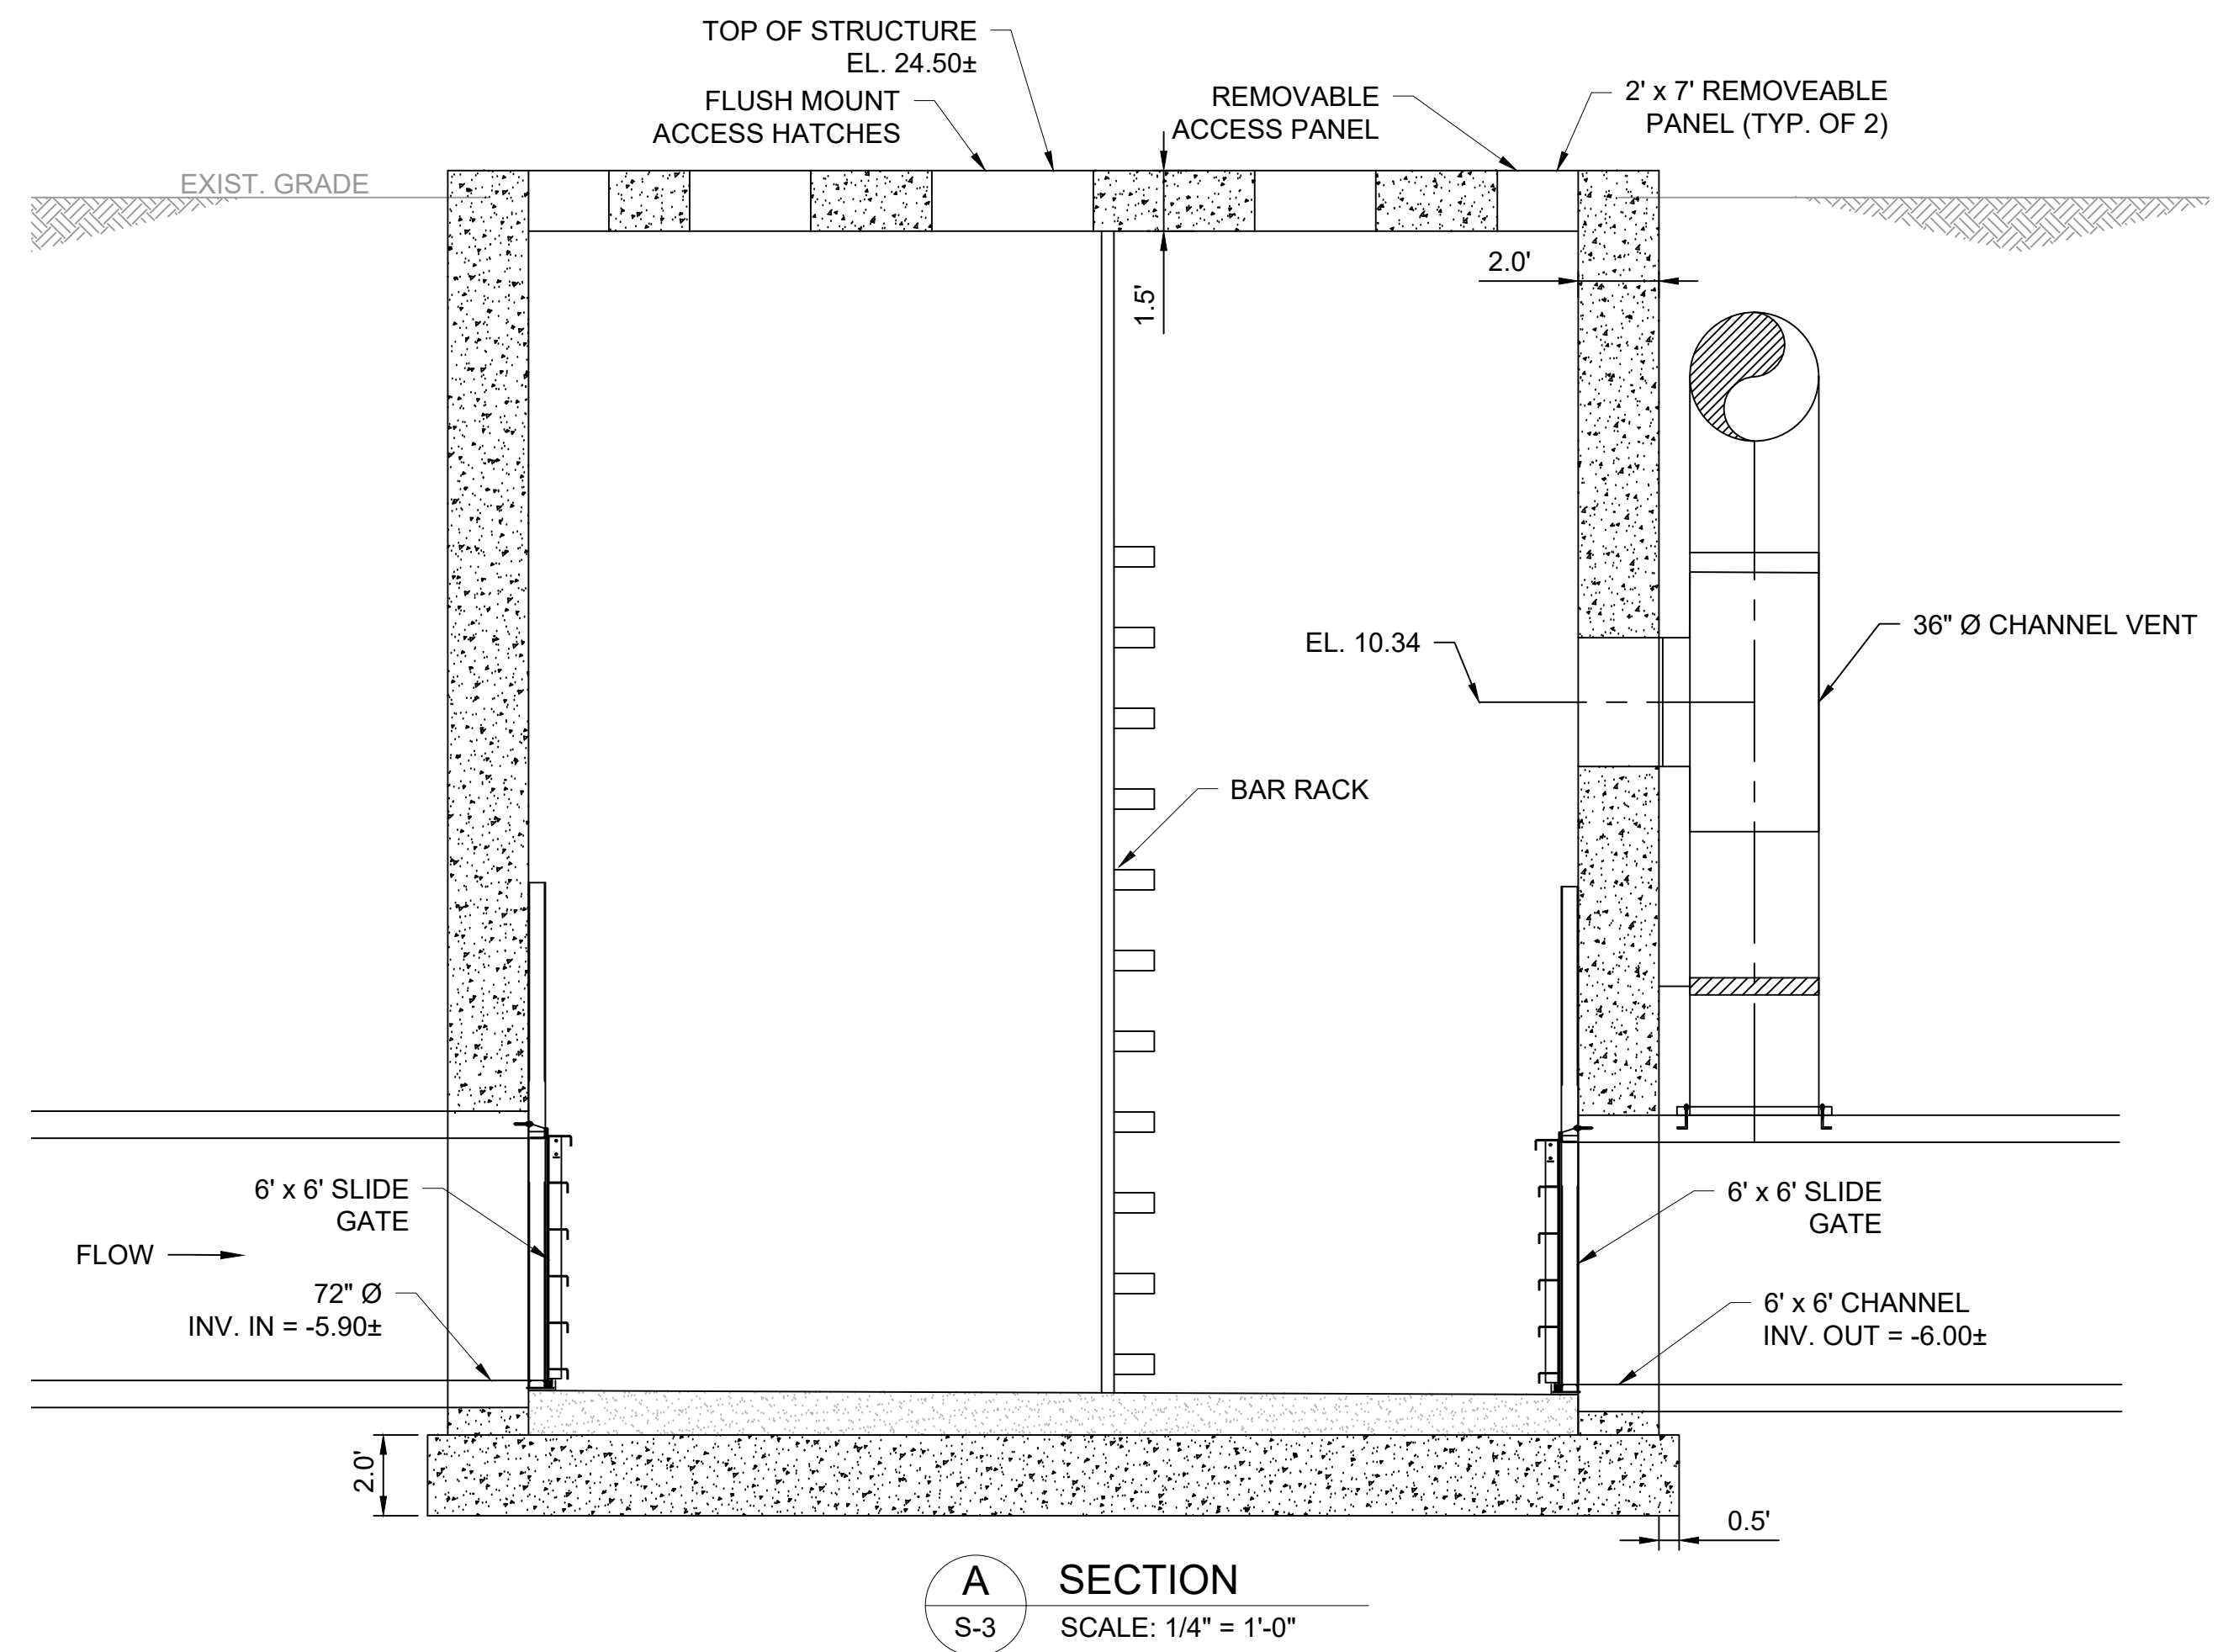 TOP OF STRUCTURE
EL. 24.50±
FLUSH MOUNT
ACCESS HATCHES
REMOVABLE
ACCESS PANEL
2' x 7' REMOVEABLE
PANEL (TYP. OF 2)
EXIST. GRADE
2.0'
1.5'
EL. 10.34
36" Ø CHANNEL VENT
BAR RACK
6' x 6' SLIDE
GATE
FLOW
72" Ø
INV. IN = -5.90±
6' x 6' SLIDE
GATE
6' x 6' CHANNEL
INV. OUT = -6.00±
2.0'
0.5'
A
S-3
SECTION
SCALE: 1/4" = 1'-0"